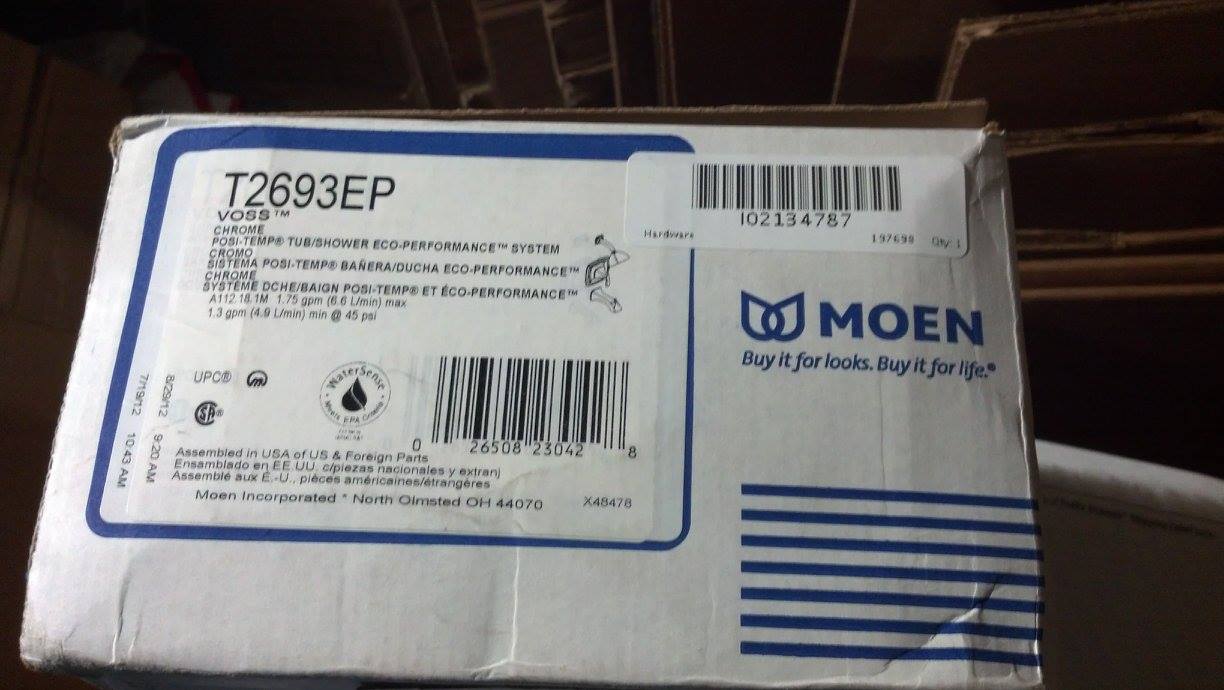 T2693EP
VOSS™
CHROME
POSI-TEMP® TUB/SHOWER ECO-PERFORMANCE™ SYSTEM
CROMO
SISTEMA POSI-TEMP® BAÑERA/DUCHA ECO-PERFORMANCE™
CHROME
SYSTÈME DCHE/BAIGN POSI-TEMP® ET ÉCO-PERFORMANCE™
A112.18.1M 1.75 gpm (6.6 L/min) max
1.3 gpm (4.9 L/min) min @ 45 psi
UPC®
WaterSense
Meets EPA Criteria
0 26508 23042 8
8/29/12 9:20 AM
7/19/12 10:43 AM
Assembled in USA of US & Foreign Parts
Ensamblado en EE.UU. c/piezas nacionales y extranj
Assemblé aux É.-U., pièces américaines/étrangères
Moen Incorporated * North Olmsted OH 44070 X48478
I02134787
Hardware 197698 Qty: 1
MOEN
Buy it for looks. Buy it for life.®